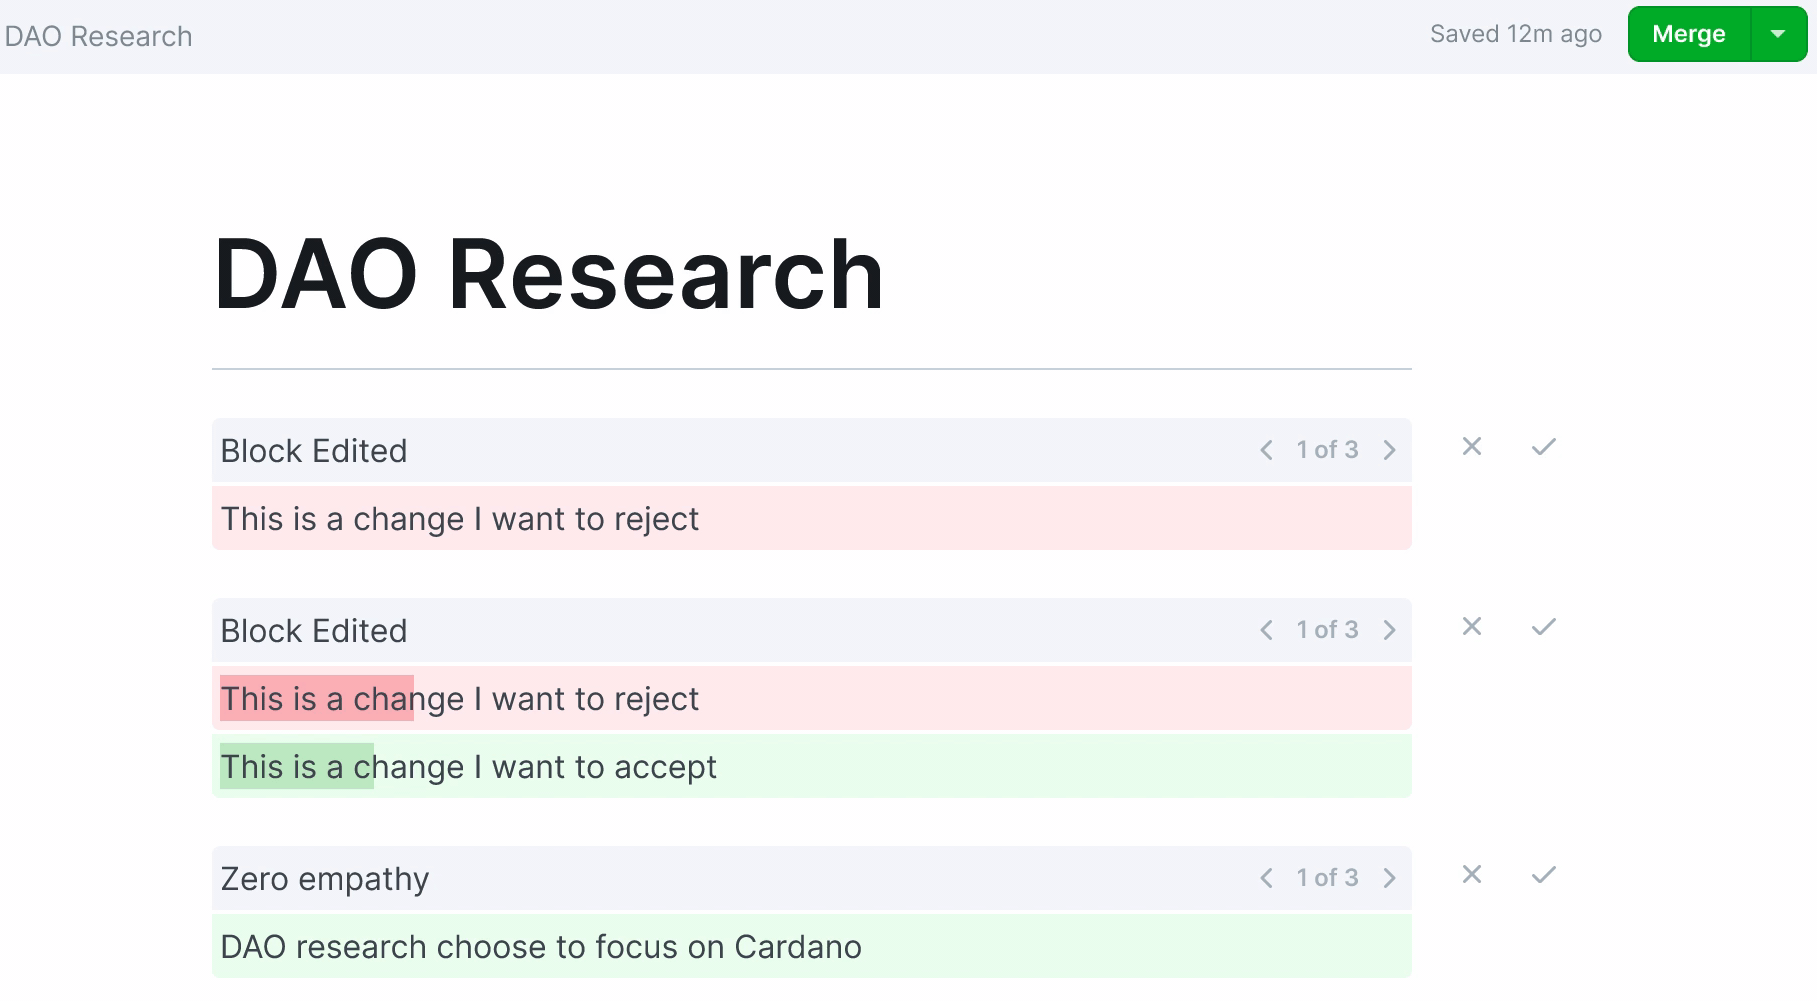 DAO Research
Saved 12m ago
Merge
DAO Research
Block Edited
1 of 3
This is a change I want to reject
Block Edited
1 of 3
This is a change I want to reject
This is a change I want to accept
Zero empathy
1 of 3
DAO research choose to focus on Cardano